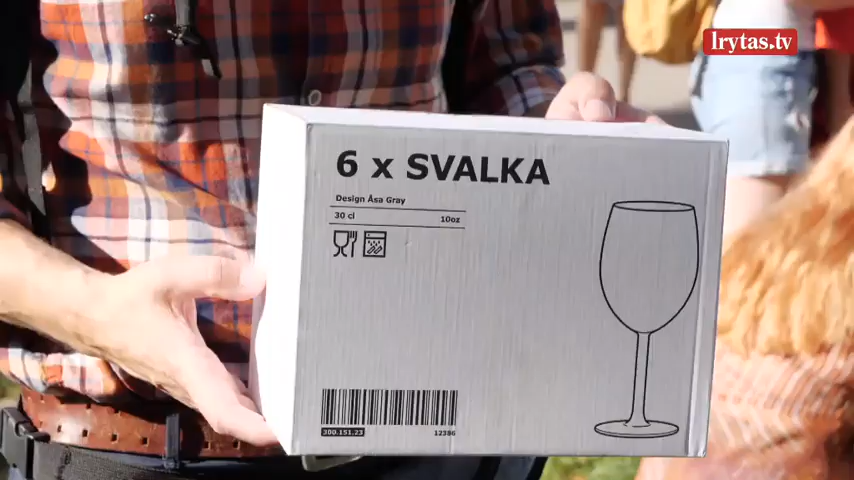 lrytas.tv
6 x SVALKA
Design Åsa Gray
30 cl 10oz
300.151.23 12386